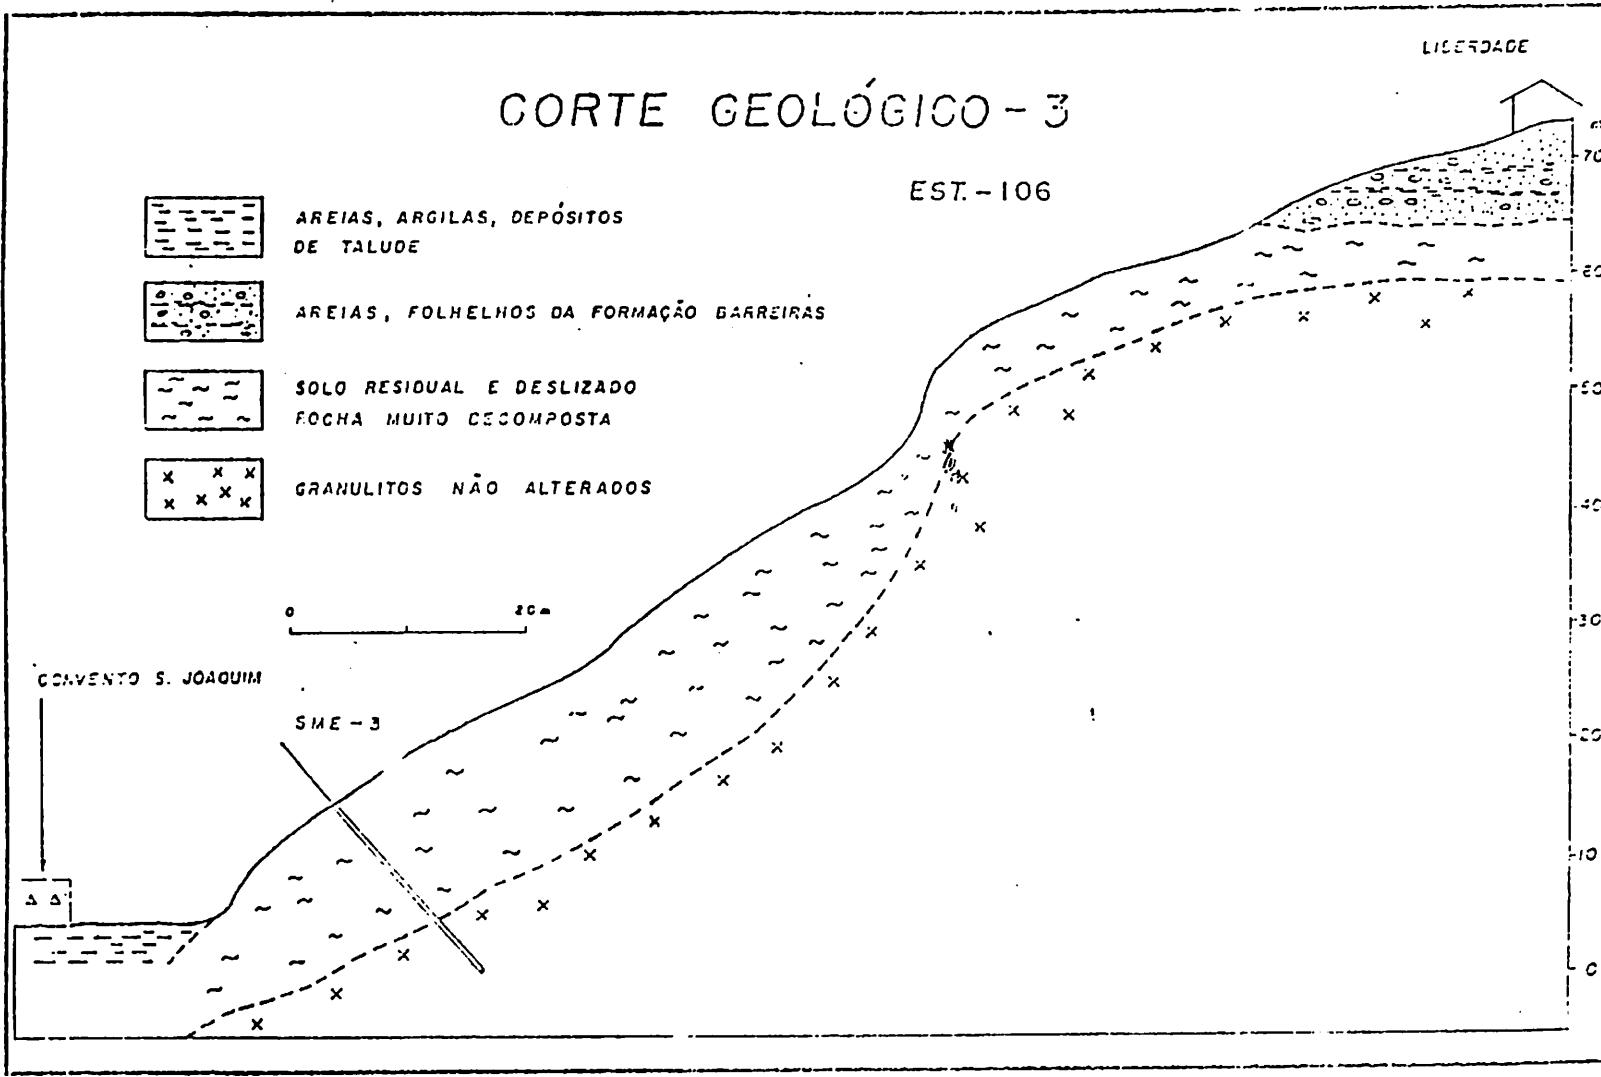 LIBERDADE
CORTE GEOLÓGICO-3
EST.-106
AREIAS, ARGILAS, DEPÓSITOS
DE TALUDE
AREIAS, FOLHELHOS DA FORMAÇÃO BARREIRAS
SOLO RESIDUAL E DESLIZADO
ROCHA MUITO DECOMPOSTA
GRANULITOS NÃO ALTERADOS
0 20m
CONVENTO S. JOAQUIM
SME-3
m
70
60
50
40
30
20
10
0